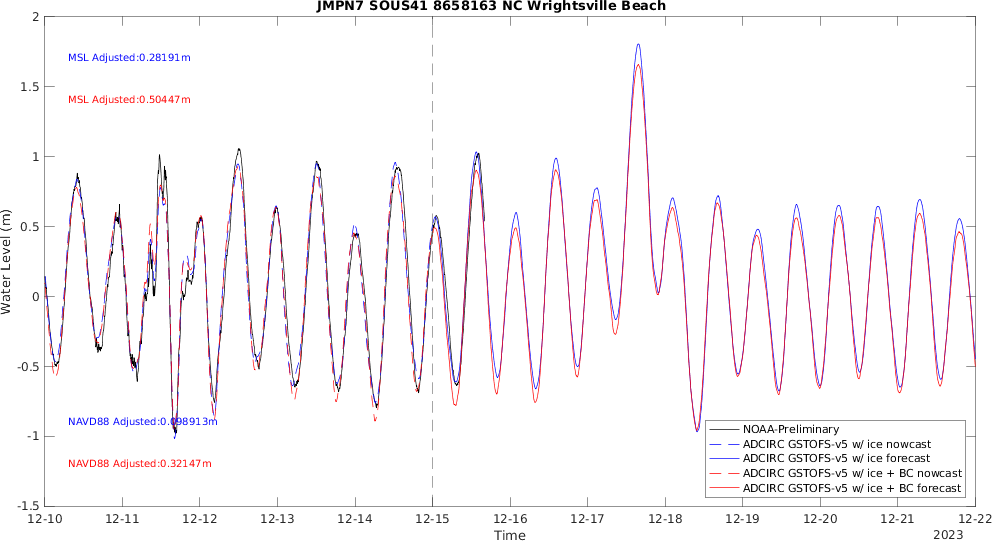 JMPN7 SOUS41 8658163 NC Wrightsville Beach
2
1.5
1
0.5
0
-0.5
-1
-1.5
Water Level (m)
MSL Adjusted:0.28191m
MSL Adjusted:0.50447m
NAVD88 Adjusted:0.098913m
NAVD88 Adjusted:0.32147m
NOAA-Preliminary
ADCIRC GSTOFS-v5 w/ ice nowcast
ADCIRC GSTOFS-v5 w/ ice forecast
ADCIRC GSTOFS-v5 w/ ice + BC nowcast
ADCIRC GSTOFS-v5 w/ ice + BC forecast
12-10 12-11 12-12 12-13 12-14 12-15 12-16 12-17 12-18 12-19 12-20 12-21 12-22
Time
2023